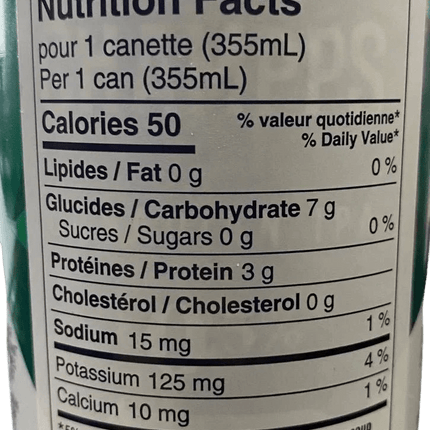 Nutrition Facts
pour 1 canette (355mL)
Per 1 can (355mL)
Calories 50
% valeur quotidienne*
% Daily Value*
Lipides / Fat 0 g 0 %
Glucides / Carbohydrate 7 g
Sucres / Sugars 0 g 0 %
Protéines / Protein 3 g
Cholestérol / Cholesterol 0 g
Sodium 15 mg 1 %
Potassium 125 mg 4 %
Calcium 10 mg 1 %